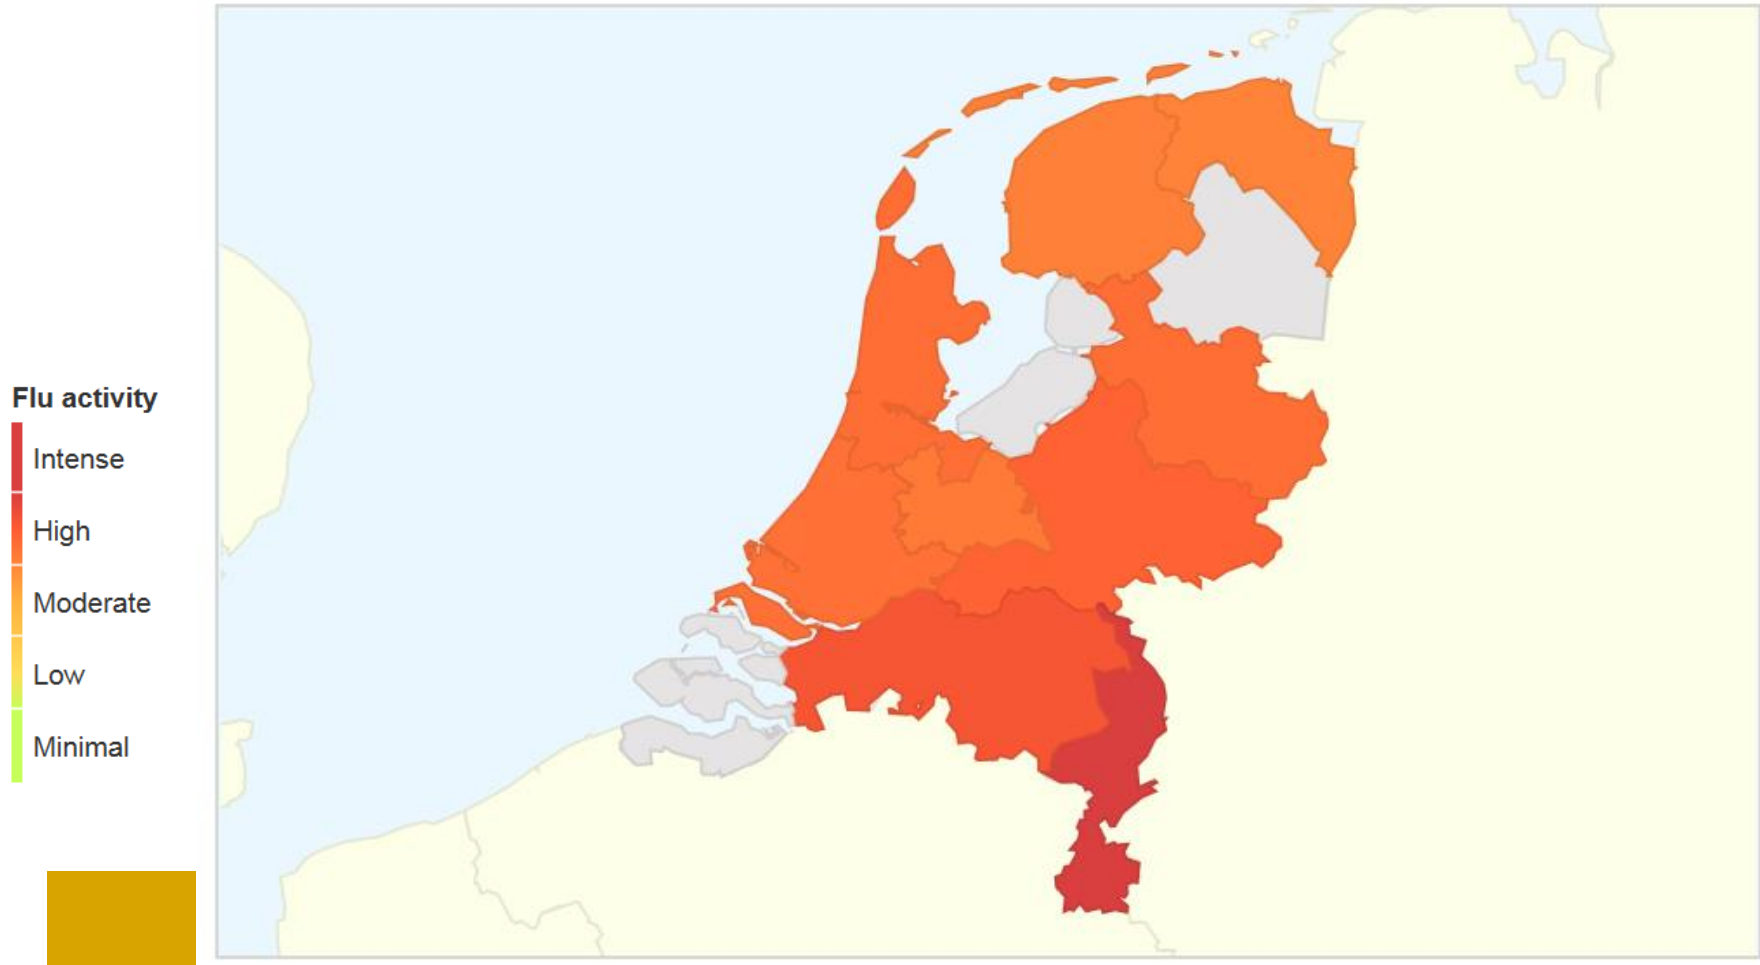 Flu activity
Intense
High
Moderate
Low
Minimal